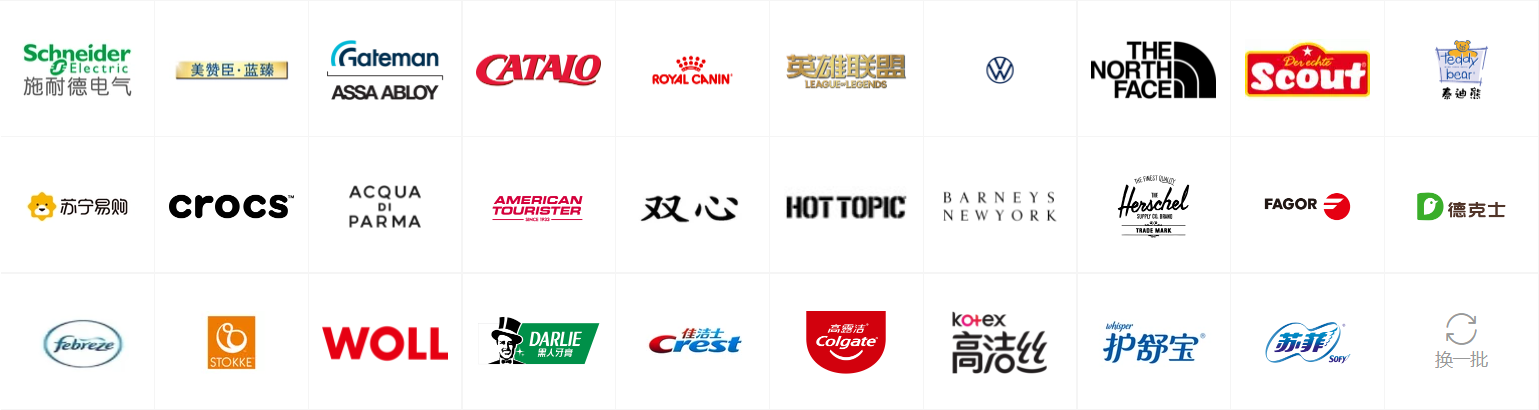 Schneider
Electric
施耐德电气
美赞臣·蓝臻
Gateman
ASSA ABLOY
CATALO
ROYAL CANIN®
英雄联盟
LEAGUE OF LEGENDS
THE
NORTH
FACE
Der echte
Scout
teddy
bear®
泰迪熊
苏宁易购
crocs™
ACQUA
DI
PARMA
AMERICAN
TOURISTER
SINCE 1933
双心
HOT TOPIC
BARNEYS
NEWYORK
THE FINEST QUALITY
THE
Herschel
SUPPLY CO. BRAND
TRADE MARK
FAGOR
德克士
febreze
STOKKE
WOLL
DARLIE
黑人牙膏
佳洁士
Crest
高露洁
Colgate
kotex
高洁丝
whisper
护舒宝®
苏菲
SOFY
换一批